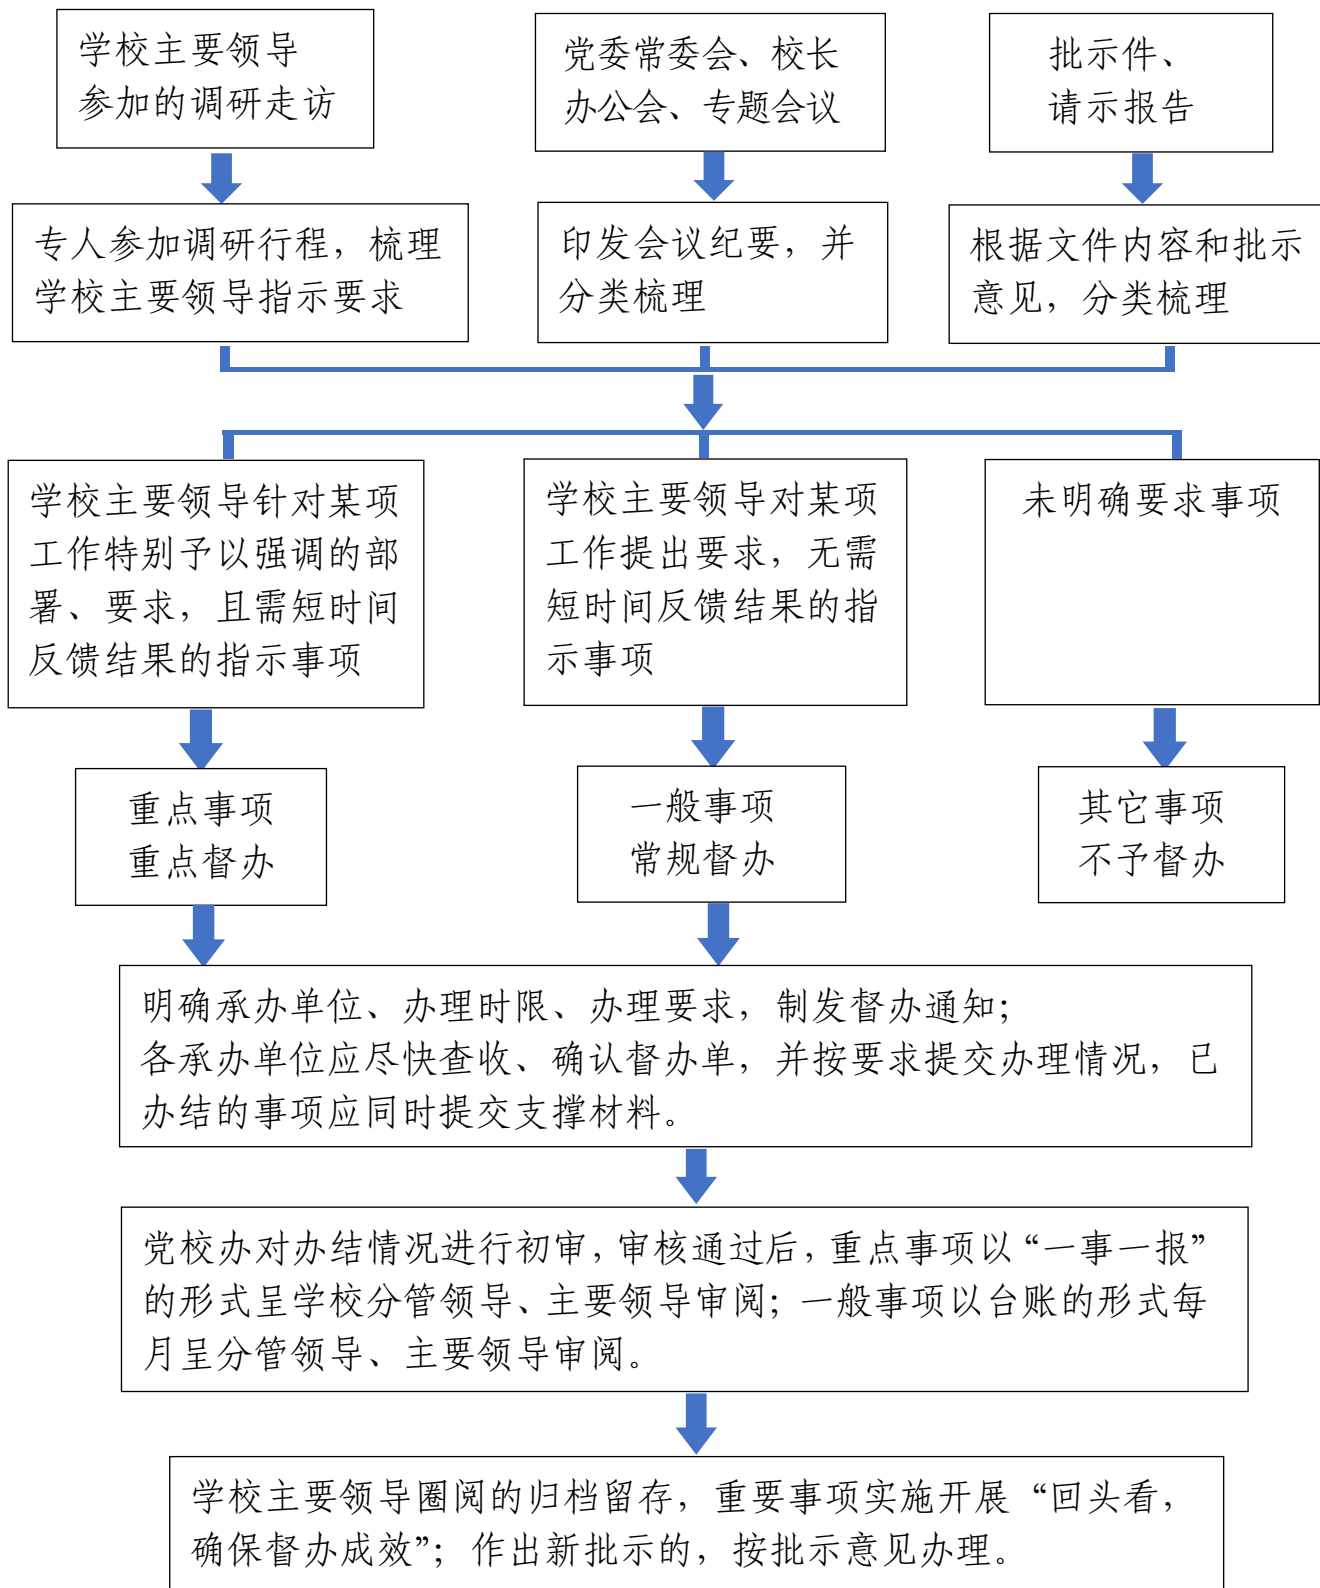 学校主要领导
参加的调研走访
党委常委会、校长
办公会、专题会议
批示件、
请示报告
专人参加调研行程，梳理
学校主要领导指示要求
印发会议纪要，并
分类梳理
根据文件内容和批示
意见，分类梳理
学校主要领导针对某项
工作特别予以强调的部
署、要求，且需短时间
反馈结果的指示事项
学校主要领导对某项
工作提出要求，无需
短时间反馈结果的指
示事项
未明确要求事项
重点事项
重点督办
一般事项
常规督办
其它事项
不予督办
明确承办单位、办理时限、办理要求，制发督办通知；
各承办单位应尽快查收、确认督办单，并按要求提交办理情况，已
办结的事项应同时提交支撑材料。
党校办对办结情况进行初审，审核通过后，重点事项以“一事一报”
的形式呈学校分管领导、主要领导审阅；一般事项以台账的形式每
月呈分管领导、主要领导审阅。
学校主要领导圈阅的归档留存，重要事项实施开展“回头看，
确保督办成效”；作出新批示的，按批示意见办理。